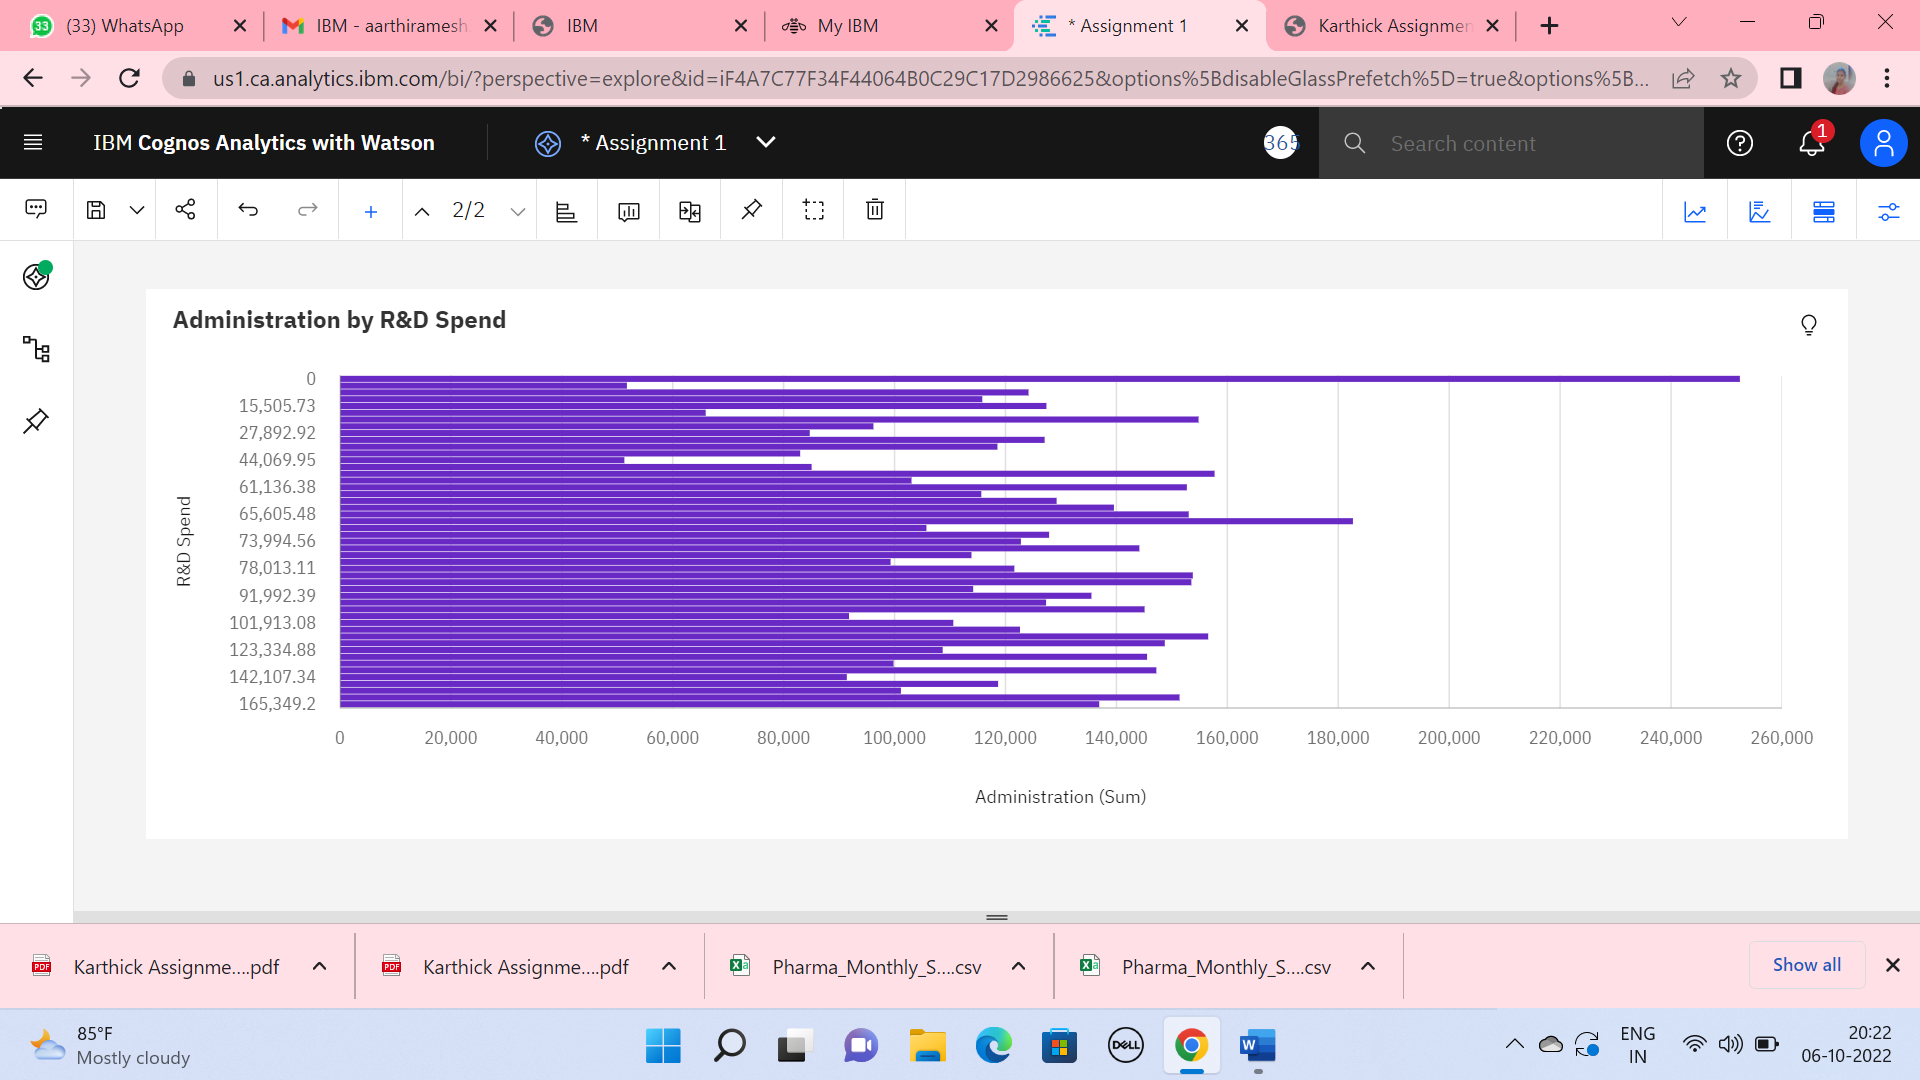 33 (33) WhatsApp
IBM - aarthiramesh
IBM
My IBM
* Assignment 1
Karthick Assignmen
us1.ca.analytics.ibm.com/bi/?perspective=explore&id=iF4A7C77F34F44064B0C29C17D2986625&options%5BdisableGlassPrefetch%5D=true&options%5B...
IBM Cognos Analytics with Watson
* Assignment 1
365
Search content
1
2/2
Administration by R&D Spend
R&D Spend
0
15,505.73
27,892.92
44,069.95
61,136.38
65,605.48
73,994.56
78,013.11
91,992.39
101,913.08
123,334.88
142,107.34
165,349.2
0 20,000 40,000 60,000 80,000 100,000 120,000 140,000 160,000 180,000 200,000 220,000 240,000 260,000
Administration (Sum)
PDF Karthick Assignme....pdf
PDF Karthick Assignme....pdf
Pharma_Monthly_S....csv
Pharma_Monthly_S....csv
Show all
85°F
Mostly cloudy
DELL
W
ENG
IN
20:22
06-10-2022